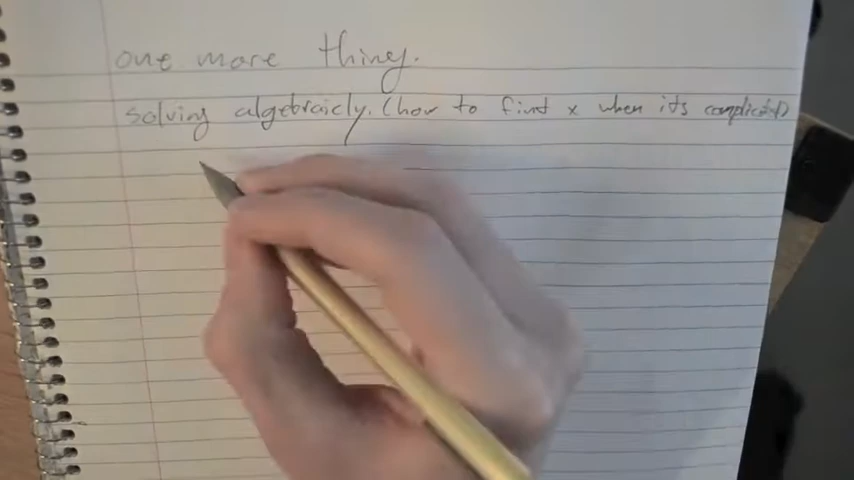 one more thing.
solving algebraicly. (how to find x when its complicated)